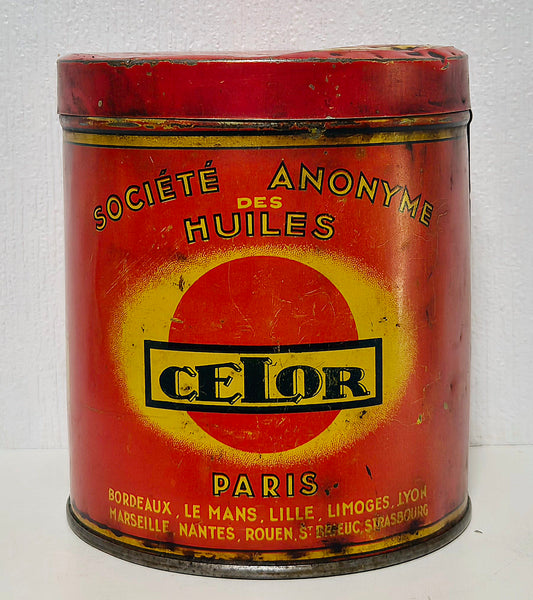 SOCIÉTÉ ANONYME
DES
HUILES
CELOR
PARIS
BORDEAUX, LE MANS, LILLE, LIMOGES, LYON
MARSEILLE, NANTES, ROUEN, ST BRIEUC, STRASBOURG